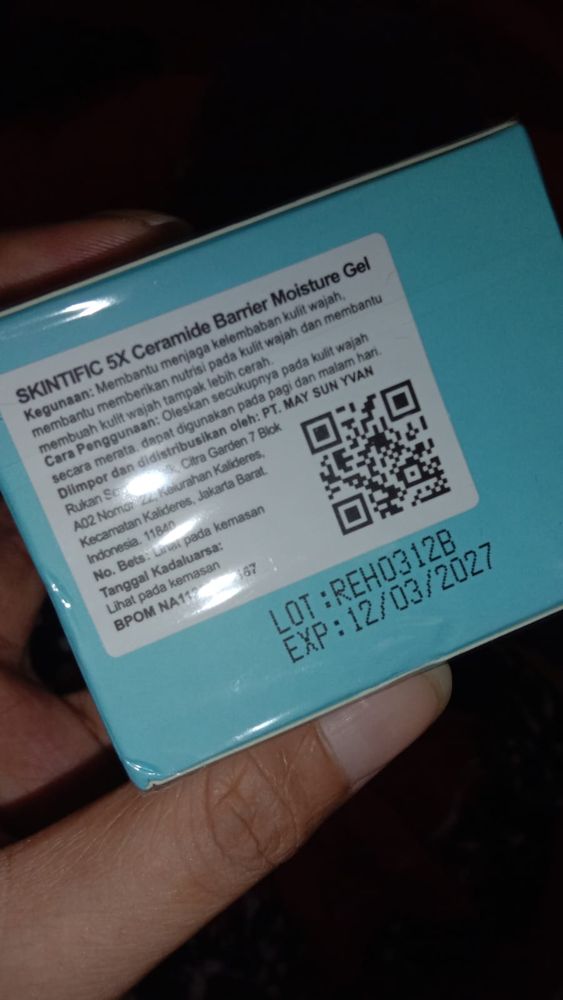 SKINTIFIC 5X Ceramide Barrier Moisture Gel
Kegunaan: Membantu menjaga kelembaban kulit wajah,
membantu memberikan nutrisi pada kulit wajah dan membantu
membuah kulit wajah tampak lebih cerah.
Cara Penggunaan: Oleskan secukupnya pada kulit wajah
secara merata. dapat digunakan pada pagi dan malam hari.
Diimpor dan didistribusikan oleh: PT. MAY SUN YVAN
Rukan Citra Garden 7 Blok
A02 Nomor 22, Kelurahan Kalideres,
Kecamatan Kalideres, Jakarta Barat.
Indonesia. 11840
No. Bets: Lihat pada kemasan
Tanggal Kadaluarsa:
Lihat pada kemasan
BPOM
LOT:REH0312B
EXP:12/03/2027